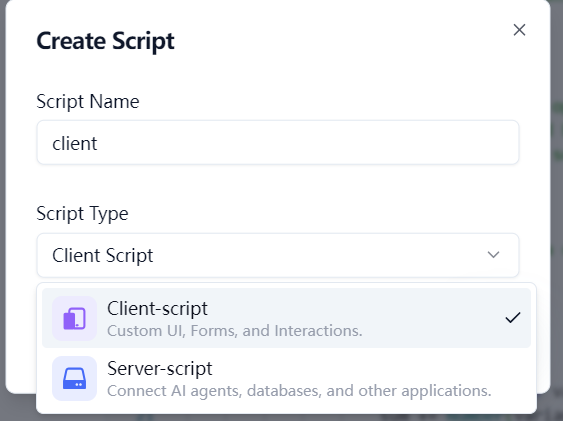 Create Script
Script Name
client
Script Type
Client Script
Client-script
Custom UI, Forms, and Interactions.
Server-script
Connect AI agents, databases, and other applications.